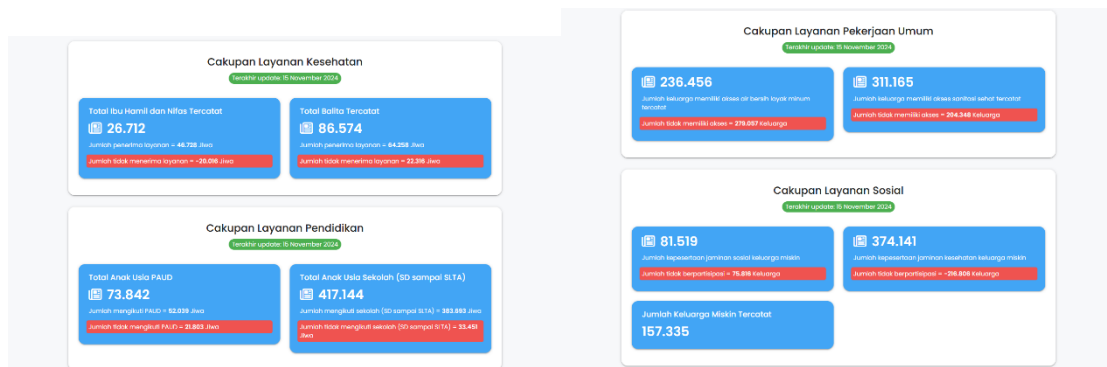 Cakupan Layanan Kesehatan
Terakhir update: 15 November 2024
Total Ibu Hamil dan Nifas Tercatat
26.712
Jumlah penerima layanan = 46.728 Jiwa
Jumlah tidak menerima layanan = -20.016 Jiwa
Total Balita Tercatat
86.574
Jumlah penerima layanan = 64.258 Jiwa
Jumlah tidak menerima layanan = 22.316 Jiwa
Cakupan Layanan Pendidikan
Terakhir update: 15 November 2024
Total Anak Usia PAUD
73.842
Jumlah mengikuti PAUD = 52.039 Jiwa
Jumlah tidak mengikuti PAUD = 21.803 Jiwa
Total Anak Usia Sekolah (SD sampai SLTA)
417.144
Jumlah mengikuti sekolah (SD sampai SLTA) = 383.693 Jiwa
Jumlah tidak mengikuti sekolah (SD sampai SLTA) = 33.451
Jiwa
Cakupan Layanan Pekerjaan Umum
Terakhir update: 15 November 2024
236.456
Jumlah keluarga memiliki akses air bersih layak minum
tercatat
Jumlah tidak memiliki akses = 279.057 Keluarga
311.165
Jumlah keluarga memiliki akses sanitasi sehat tercatat
Jumlah tidak memiliki akses = 204.348 Keluarga
Cakupan Layanan Sosial
Terakhir update: 15 November 2024
81.519
Jumlah kepesertaan jaminan sosial keluarga miskin
Jumlah tidak berpartisipasi = 75.816 Keluarga
374.141
Jumlah kepesertaan jaminan kesehatan keluarga miskin
Jumlah tidak berpartisipasi = -216.806 Keluarga
Jumlah Keluarga Miskin Tercatat
157.335